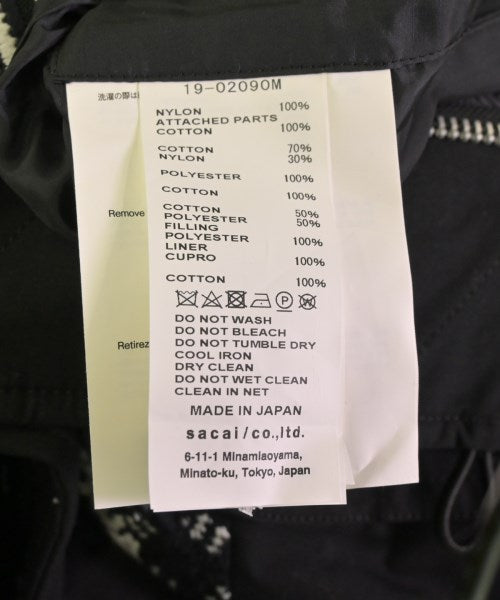 洗濯の際は
19-02090M
NYLON 100%
ATTACHED PARTS
COTTON 100%
COTTON 70%
NYLON 30%
POLYESTER 100%
COTTON 100%
COTTON 50%
POLYESTER 50%
FILLING
POLYESTER 100%
LINER
CUPRO 100%
COTTON 100%
DO NOT WASH
DO NOT BLEACH
DO NOT TUMBLE DRY
COOL IRON
DRY CLEAN
DO NOT WET CLEAN
CLEAN IN NET
MADE IN JAPAN
sacai/co.,ltd.
6-11-1 Minamiaoyama,
Minato-ku, Tokyo, Japan
Remove
Retirez